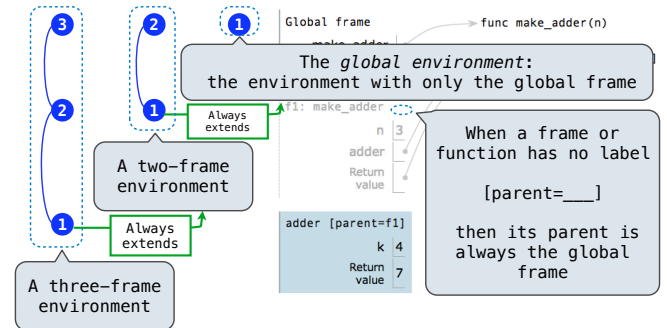 3
2
1
Global frame
func make_adder(n)
make_adder
The global environment:
the environment with only the global frame
2
1
Always
extends
f1: make_adder
n 3
adder
Return
value
When a frame or
function has no label
[parent=___]
then its parent is
always the global
frame
A two-frame
environment
1
Always
extends
adder [parent=f1]
k 4
Return
value 7
A three-frame
environment